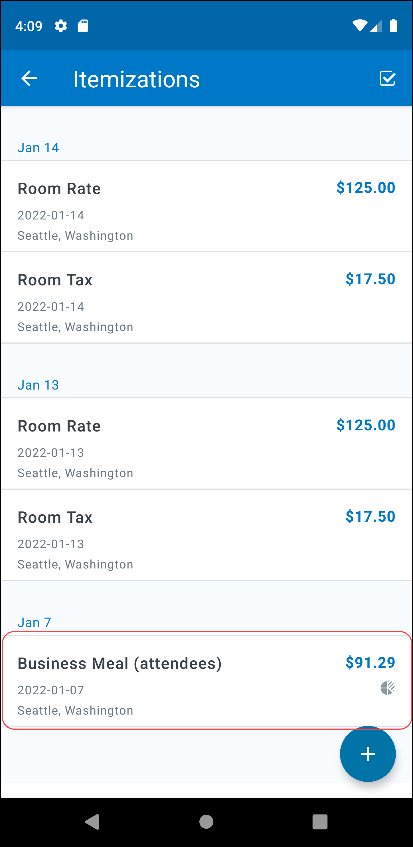 4:09
Itemizations
Jan 14
Room Rate $125.00
2022-01-14
Seattle, Washington
Room Tax $17.50
2022-01-14
Seattle, Washington
Jan 13
Room Rate $125.00
2022-01-13
Seattle, Washington
Room Tax $17.50
2022-01-13
Seattle, Washington
Jan 7
Business Meal (attendees) $91.29
2022-01-07
Seattle, Washington